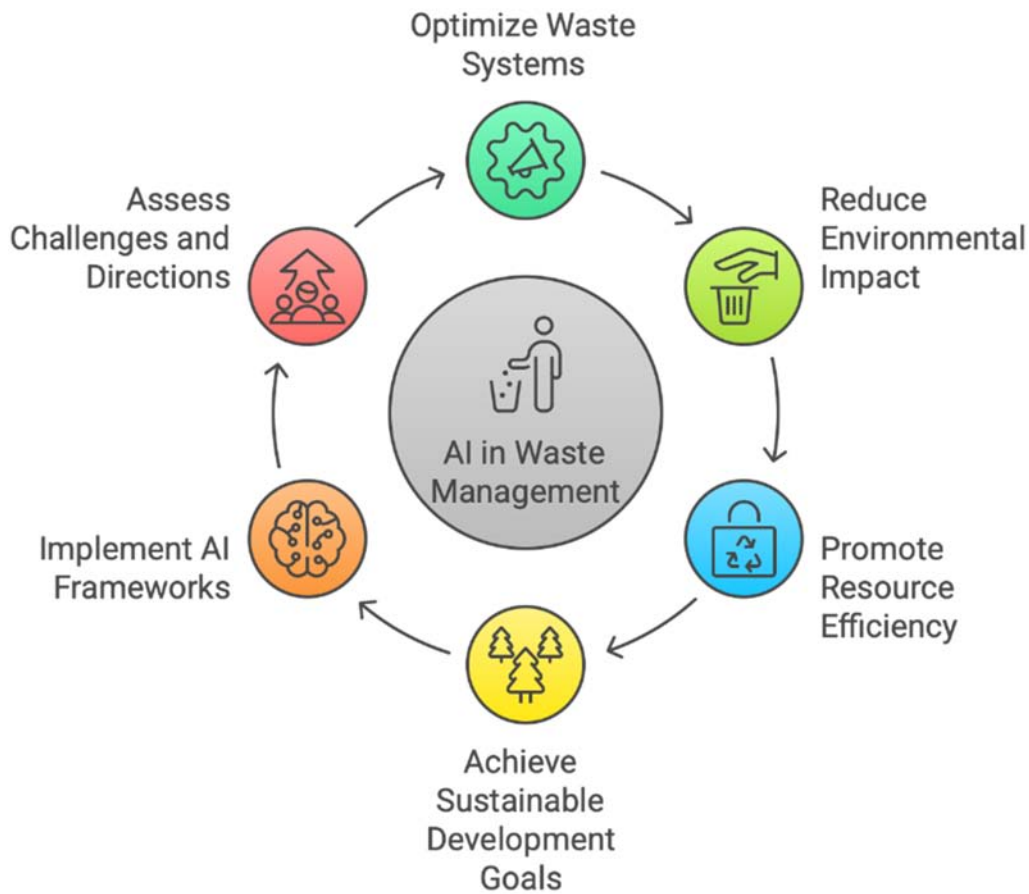 Optimize Waste
Systems
Reduce
Environmental
Impact
Promote
Resource
Efficiency
Achieve
Sustainable
Development
Goals
Implement AI
Frameworks
Assess
Challenges and
Directions
AI in Waste
Management